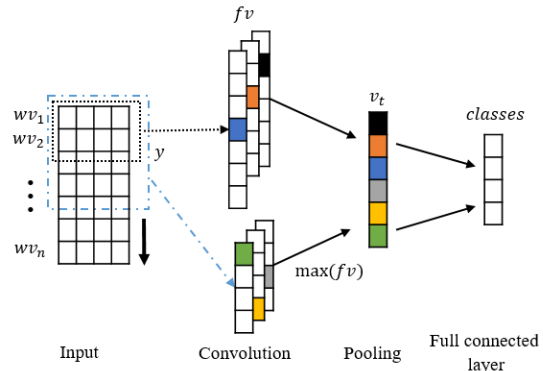 fv
wv1
wv2
y
wvn
vt
classes
max(fv)
Input
Convolution
Pooling
Full connected
layer